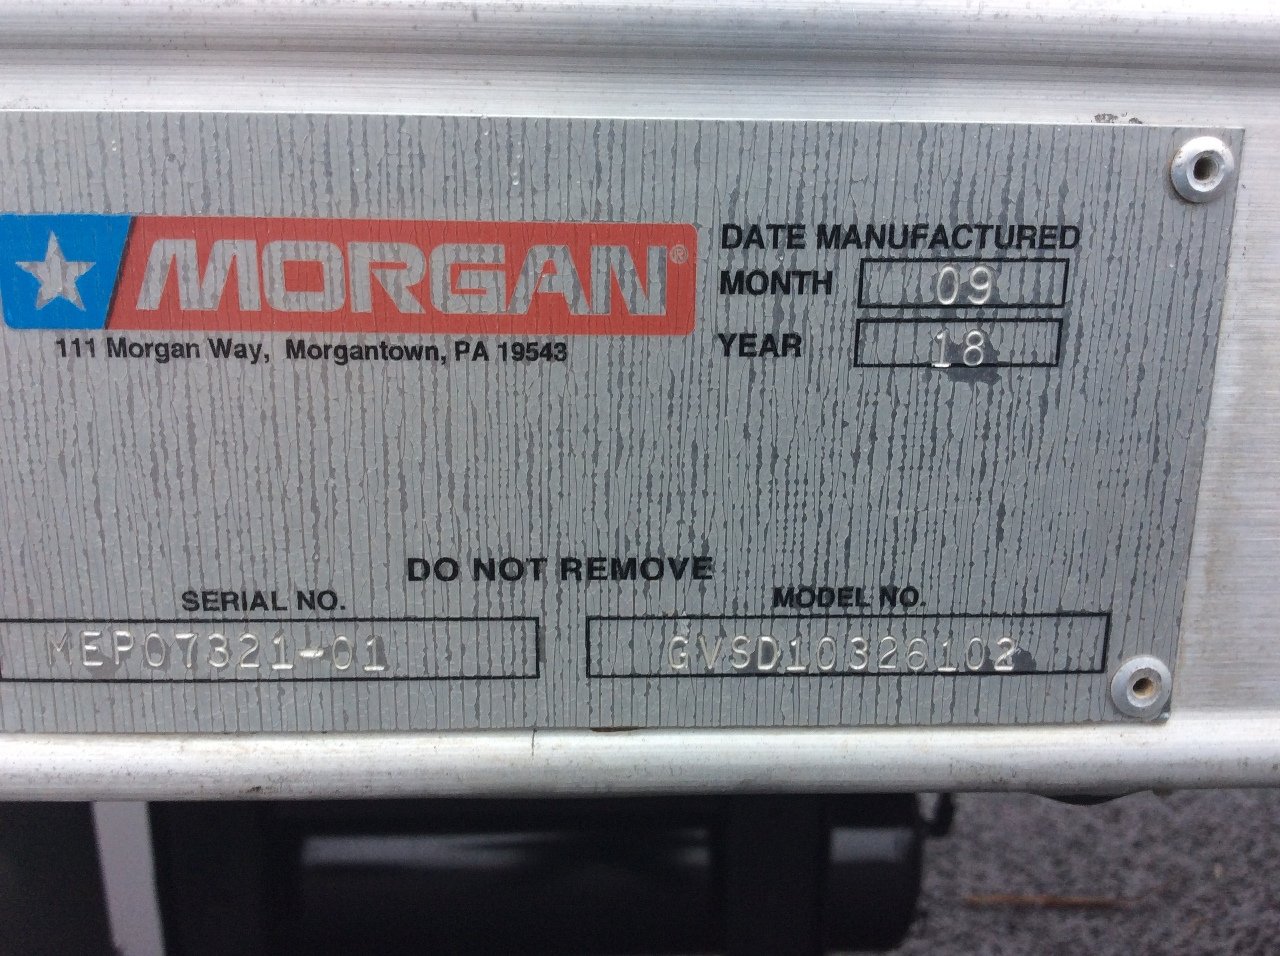 MORGAN®
111 Morgan Way, Morgantown, PA 19543
DATE MANUFACTURED
MONTH 09
YEAR 18
DO NOT REMOVE
SERIAL NO.
MEP07321-01
MODEL NO.
GVSD10326102